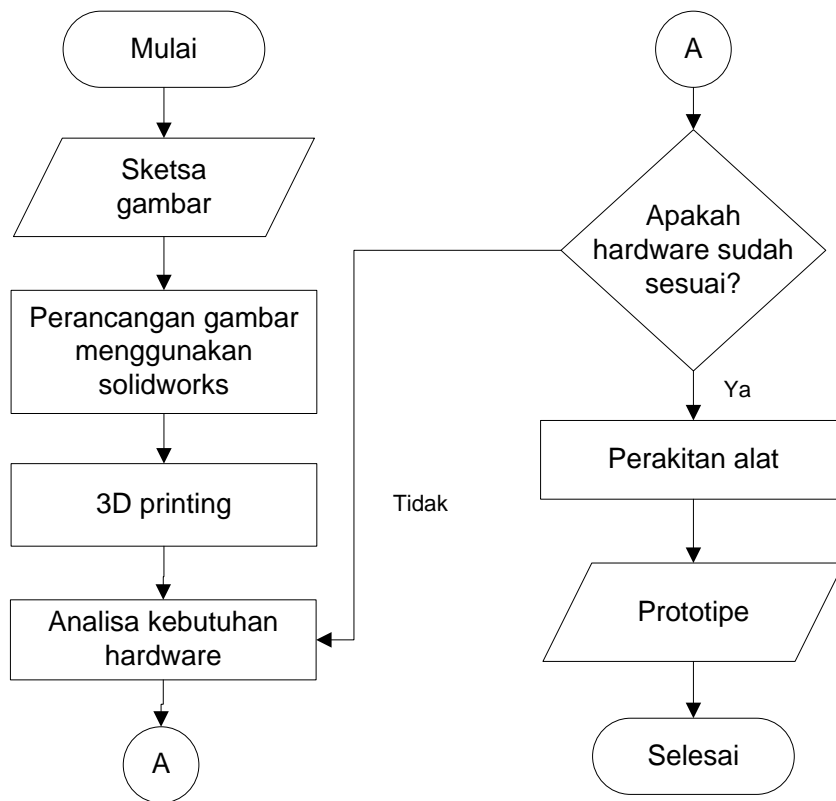 Mulai
Sketsa
gambar
Perancangan gambar
menggunakan
solidworks
3D printing
Analisa kebutuhan
hardware
A
A
Apakah
hardware sudah
sesuai?
Tidak
Ya
Perakitan alat
Prototipe
Selesai